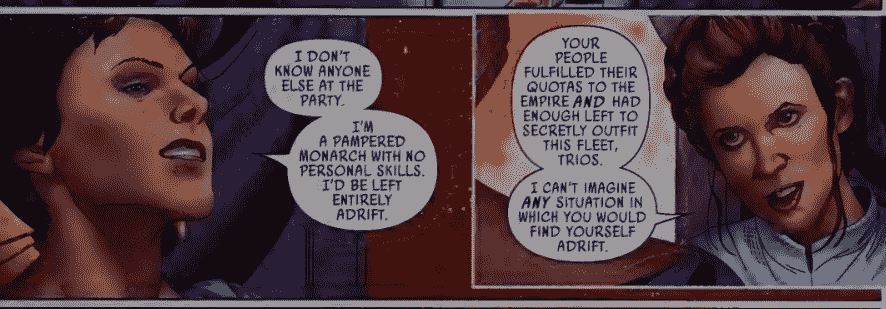 I DON'T
KNOW ANYONE
ELSE AT THE
PARTY.
I'M
A PAMPERED
MONARCH WITH NO
PERSONAL SKILLS.
I'D BE LEFT
ENTIRELY
ADRIFT.
YOUR
PEOPLE
FULFILLED THEIR
QUOTAS TO THE
EMPIRE AND HAD
ENOUGH LEFT TO
SECRETLY OUTFIT
THIS FLEET,
TRIOS.
I CAN'T IMAGINE
ANY SITUATION IN
WHICH YOU WOULD
FIND YOURSELF
ADRIFT.